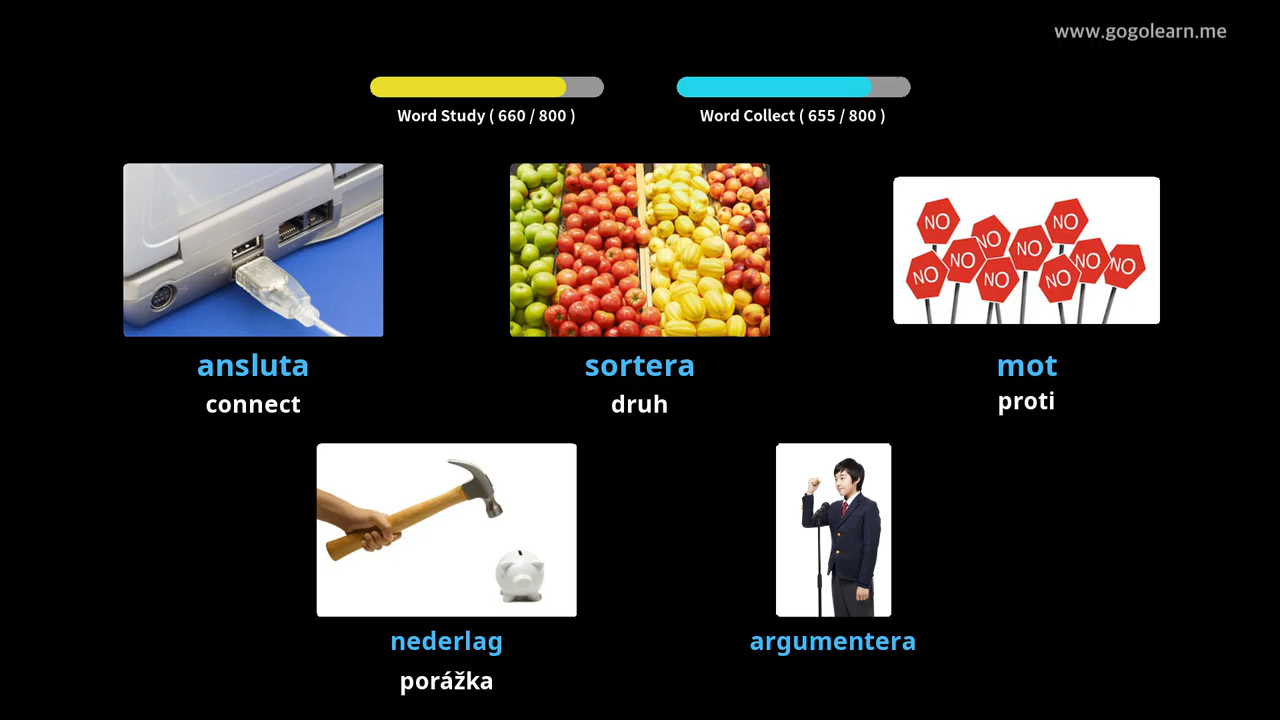 www.gogolearn.me
Word Study ( 660 / 800 )
Word Collect ( 655 / 800 )
NO
NO
NO
NO
NO
NO
NO
NO
NO
NO
ansluta
sortera
mot
connect
druh
proti
nederlag
argumentera
porážka